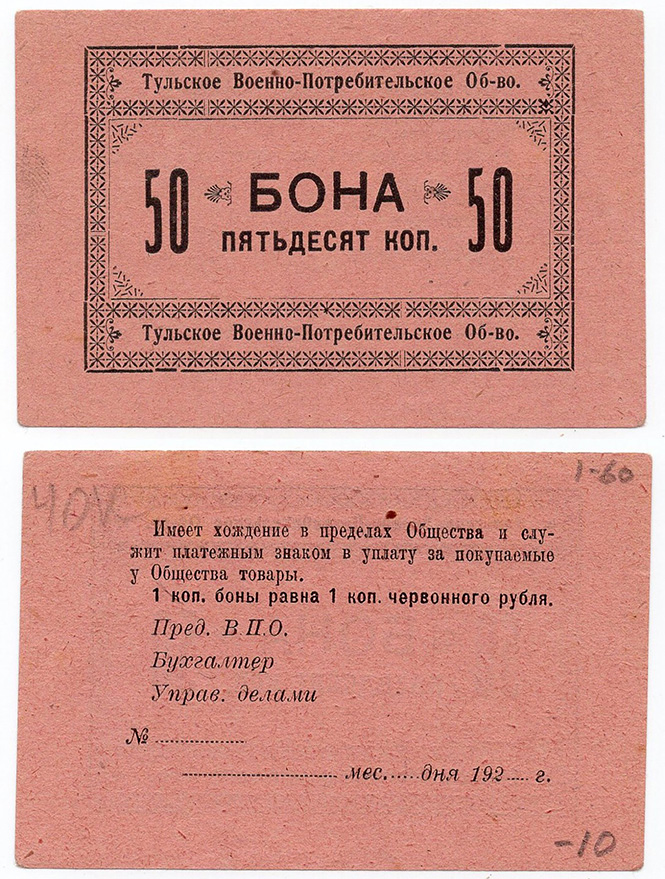 Тульское Военно-Потребительское Об-во.
50 БОНА 50
ПЯТЬДЕСЯТ КОП.
Тульское Военно-Потребительское Об-во.
1-60
Имеет хождение в пределах Общества и слу-
жит платежным знаком в уплату за покупаемые
у Общества товары.
1 коп. боны равна 1 коп. червонного рубля.
Пред. В.П.О.
Бухгалтер
Управ. делами
№ ..................
............................... мес......дня 192..... г.
-10